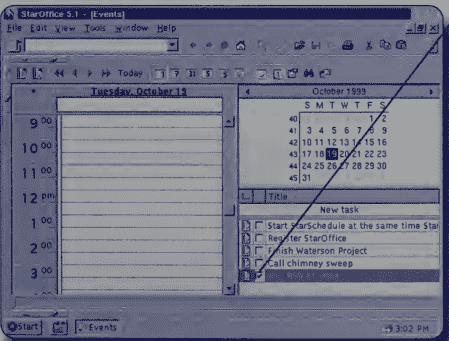 StarOffice 5.1 - [Events]
File Edit View Tools Window Help
Today 1 7 31
Tuesday, October 19
October 1999
S M T W T F S
40 1 2
41 3 4 5 6 7 8 9
42 10 11 12 13 14 15 16
43 17 18 19 20 21 22 23
44 24 25 26 27 28 29 30
45 31
9 00
10 00
11 00
12 pm
1 00
2 00
3 00
Title
New task
Start StarSchedule at the same time Star
Register StarOffice
Finish Waterson Project
Call chimney sweep
Start
Events
3:02 PM